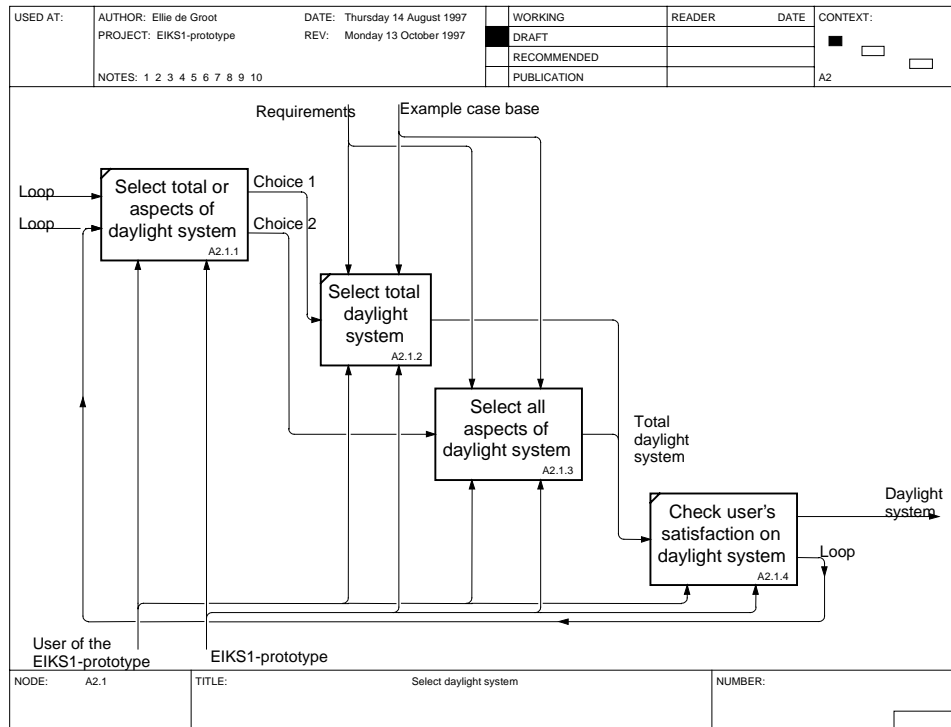 USED AT:
AUTHOR: Ellie de Groot
DATE: Thursday 14 August 1997
WORKING
READER
DATE
CONTEXT:
PROJECT: EIKS1-prototype
REV: Monday 13 October 1997
DRAFT
RECOMMENDED
NOTES: 1 2 3 4 5 6 7 8 9 10
PUBLICATION
A2
Requirements
Example case base
Loop
Loop
Select total or
aspects of
daylight system
A2.1.1
Choice 1
Choice 2
Select total
daylight
system
A2.1.2
Select all
aspects of
daylight system
A2.1.3
Total
daylight
system
Check user's
satisfaction on
daylight system
A2.1.4
Daylight
system
Loop
User of the
EIKS1-prototype
EIKS1-prototype
NODE: A2.1
TITLE: Select daylight system
NUMBER: